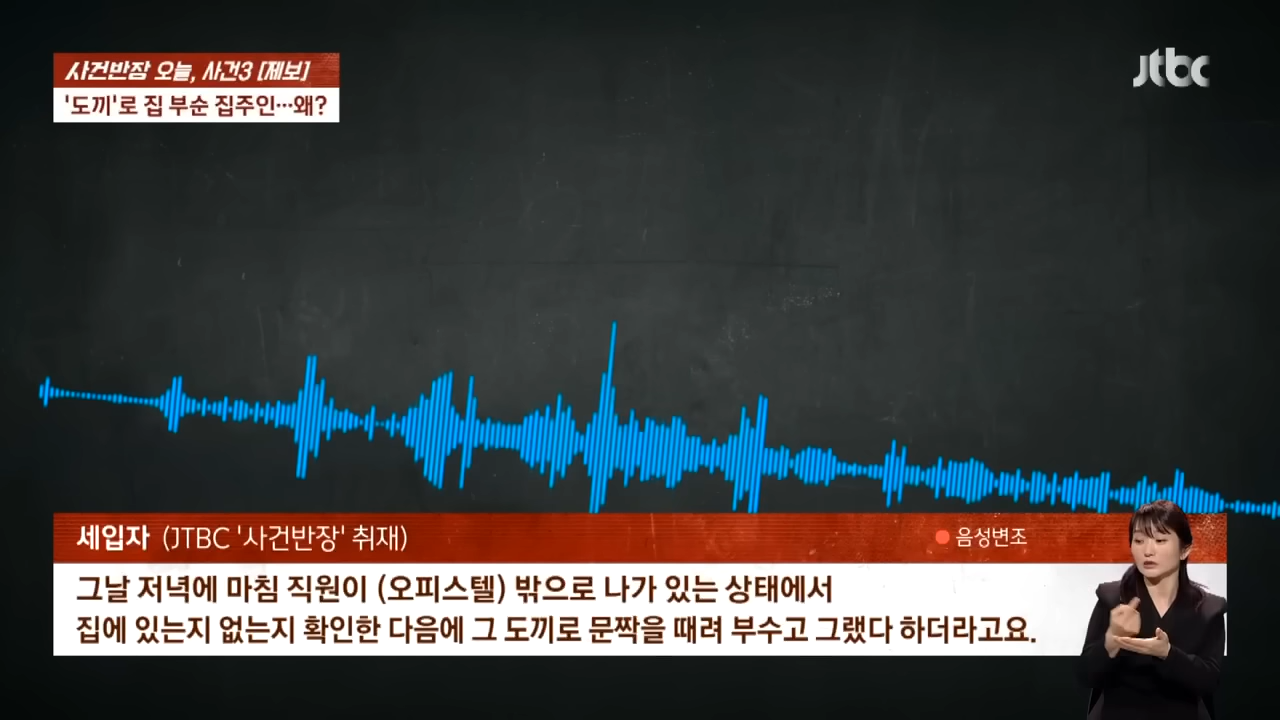 사건반장 오늘, 사건3 [제보]
'도끼'로 집 부순 집주인…왜?
jtbc
세입자 (JTBC '사건반장' 취재)
음성변조
그날 저녁에 마침 직원이 (오피스텔) 밖으로 나가 있는 상태에서
집에 있는지 없는지 확인한 다음에 그 도끼로 문짝을 때려 부수고 그랬다 하더라고요.